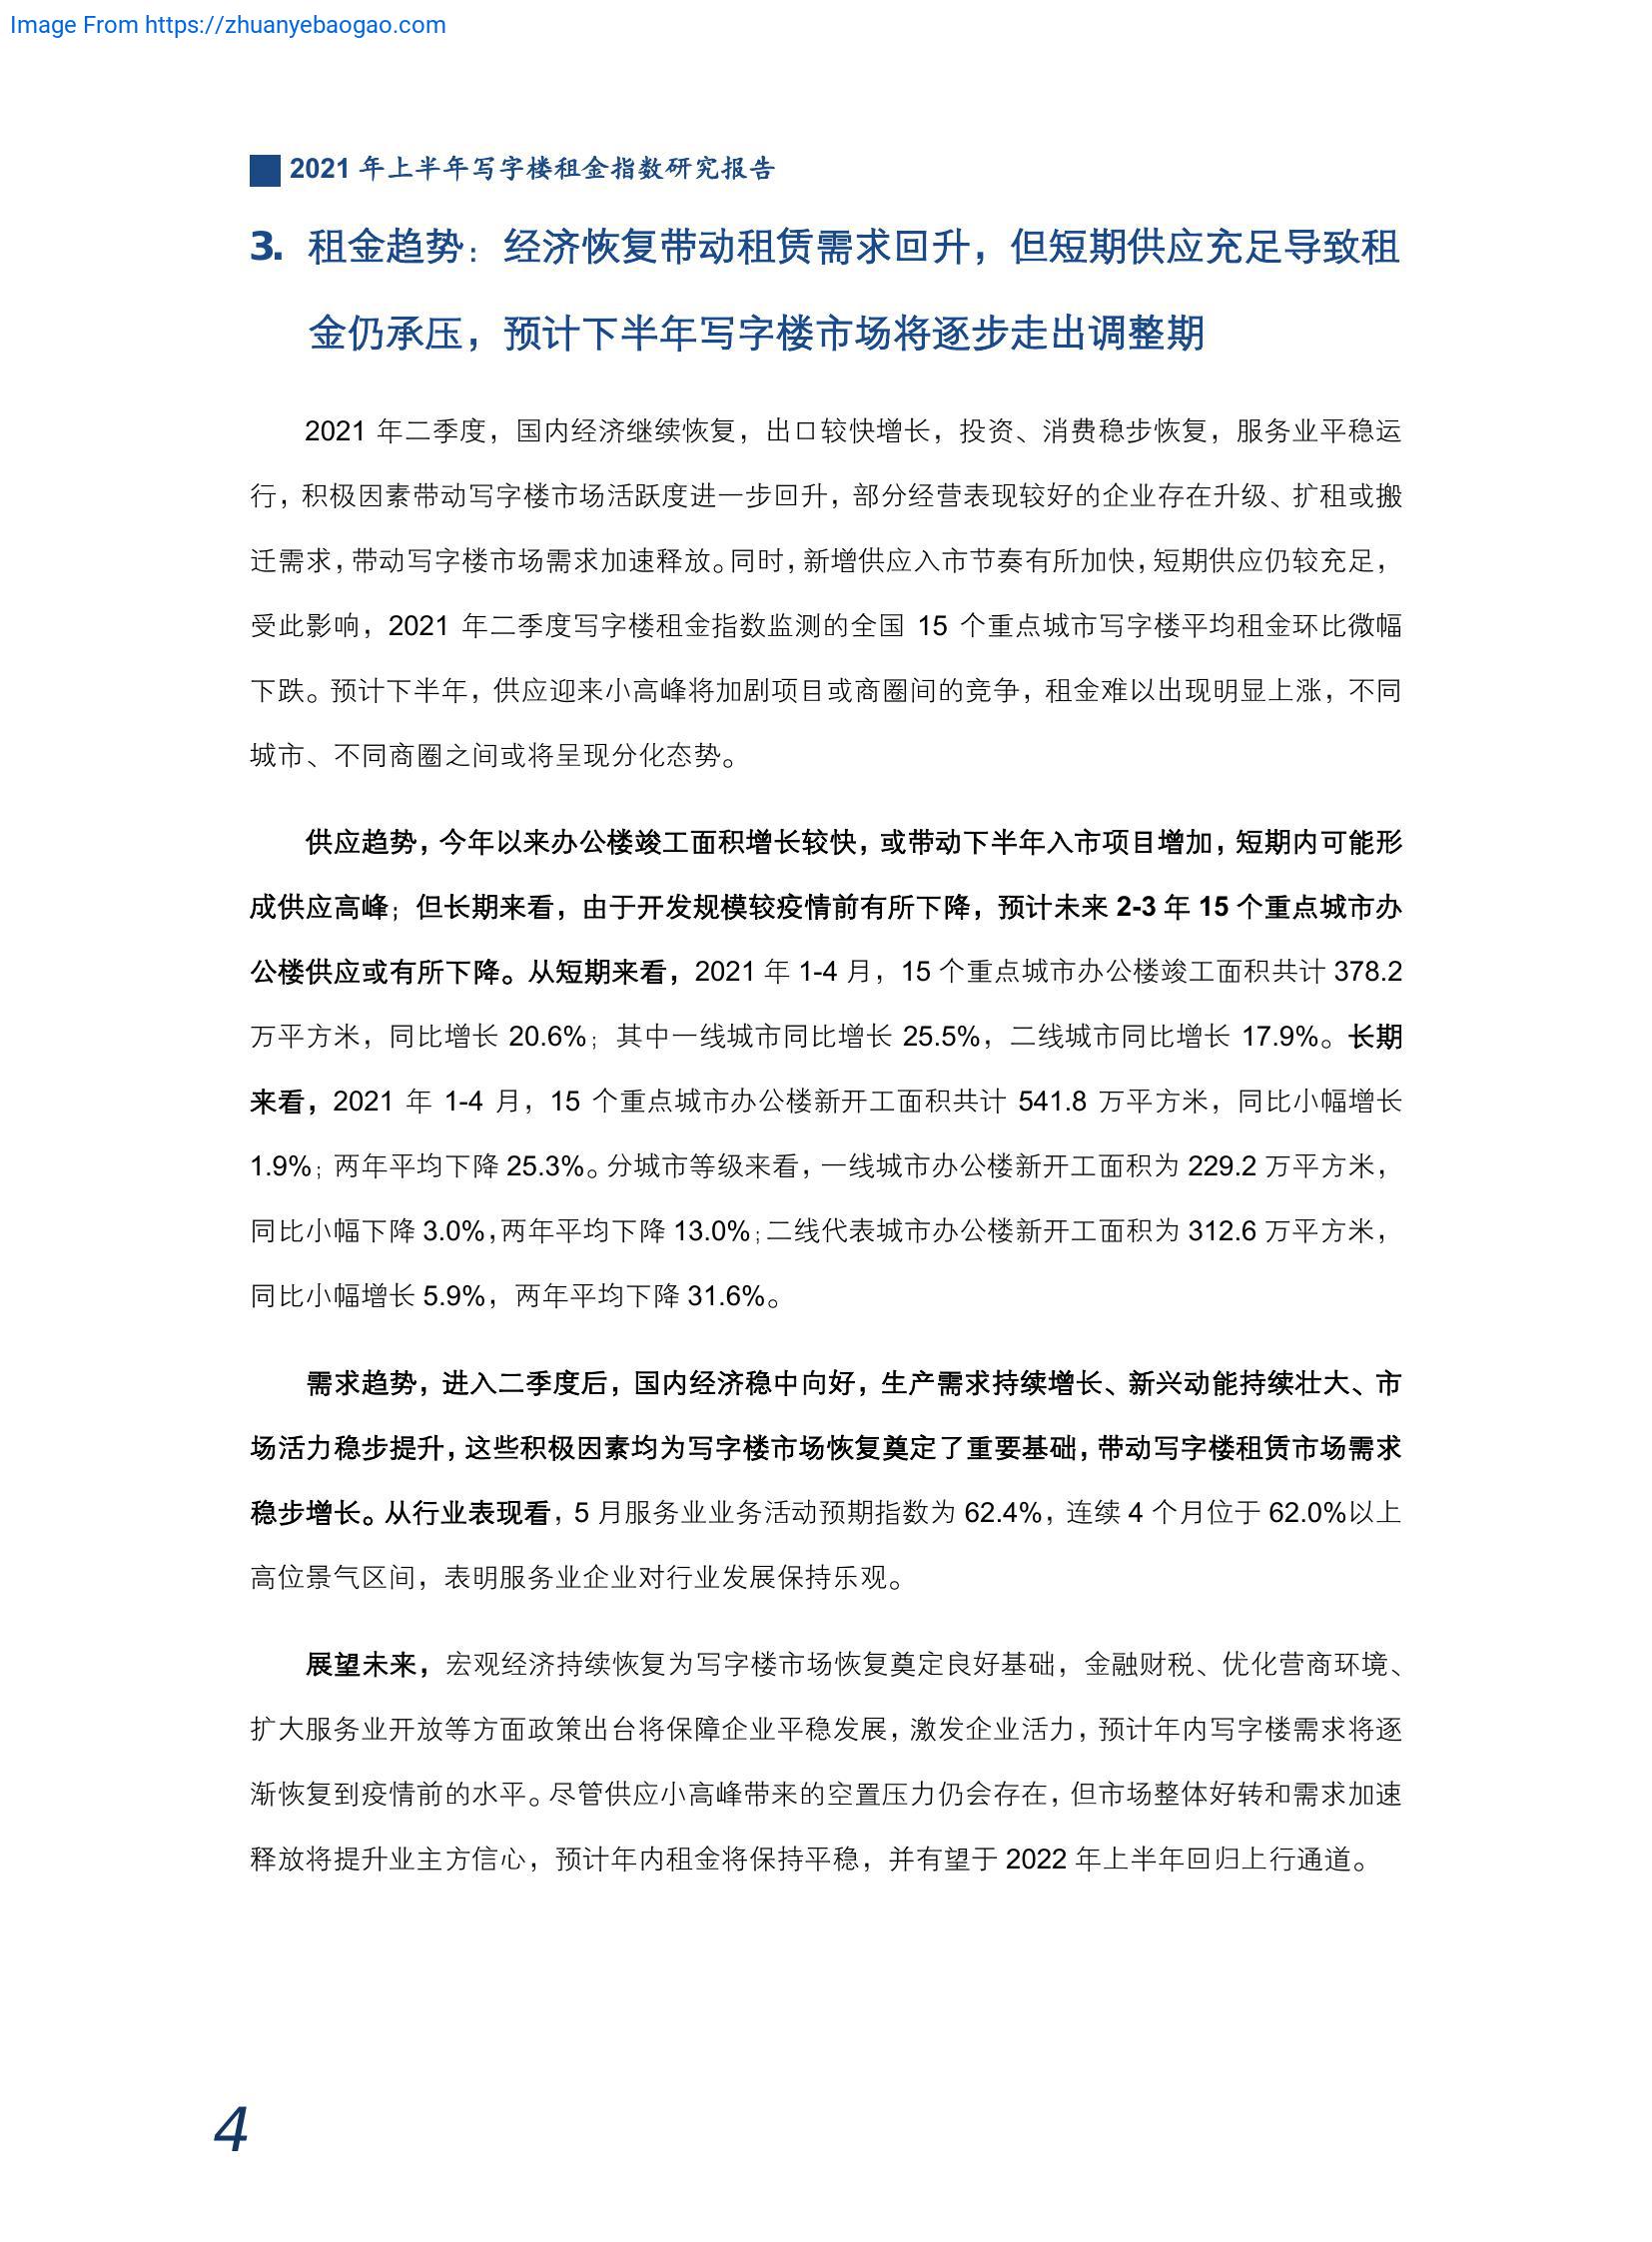 Image From https://zhuanyebaogao.com
2021 年上半年写字楼租金指数研究报告
3. 租金趋势：经济恢复带动租赁需求回升，但短期供应充足导致租
金仍承压，预计下半年写字楼市场将逐步走出调整期
2021 年二季度，国内经济继续恢复，出口较快增长，投资、消费稳步恢复，服务业平稳运
行，积极因素带动写字楼市场活跃度进一步回升，部分经营表现较好的企业存在升级、扩租或搬
迁需求，带动写字楼市场需求加速释放。同时，新增供应入市节奏有所加快，短期供应仍较充足，
受此影响，2021 年二季度写字楼租金指数监测的全国 15 个重点城市写字楼平均租金环比微幅
下跌。预计下半年，供应迎来小高峰将加剧项目或商圈间的竞争，租金难以出现明显上涨，不同
城市、不同商圈之间或将呈现分化态势。
供应趋势，今年以来办公楼竣工面积增长较快，或带动下半年入市项目增加，短期内可能形
成供应高峰；但长期来看，由于开发规模较疫情前有所下降，预计未来 2-3 年 15 个重点城市办
公楼供应或有所下降。从短期来看，2021 年 1-4 月，15 个重点城市办公楼竣工面积共计 378.2
万平方米，同比增长 20.6%；其中一线城市同比增长 25.5%，二线城市同比增长 17.9%。长期
来看，2021 年 1-4 月，15 个重点城市办公楼新开工面积共计 541.8 万平方米，同比小幅增长
1.9%；两年平均下降 25.3%。分城市等级来看，一线城市办公楼新开工面积为 229.2 万平方米，
同比小幅下降 3.0%，两年平均下降 13.0%；二线代表城市办公楼新开工面积为 312.6 万平方米，
同比小幅增长 5.9%，两年平均下降 31.6%。
需求趋势，进入二季度后，国内经济稳中向好，生产需求持续增长、新兴动能持续壮大、市
场活力稳步提升，这些积极因素均为写字楼市场恢复奠定了重要基础，带动写字楼租赁市场需求
稳步增长。从行业表现看，5 月服务业业务活动预期指数为 62.4%，连续 4 个月位于 62.0%以上
高位景气区间，表明服务业企业对行业发展保持乐观。
展望未来，宏观经济持续恢复为写字楼市场恢复奠定良好基础，金融财税、优化营商环境、
扩大服务业开放等方面政策出台将保障企业平稳发展，激发企业活力，预计年内写字楼需求将逐
渐恢复到疫情前的水平。尽管供应小高峰带来的空置压力仍会存在，但市场整体好转和需求加速
释放将提升业主方信心，预计年内租金将保持平稳，并有望于 2022 年上半年回归上行通道。
4